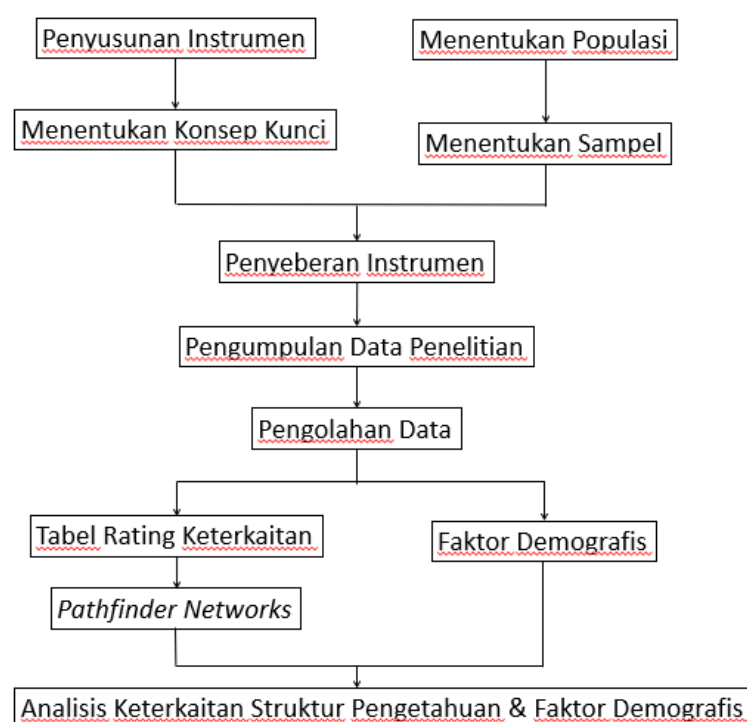 Penyusunan Instrumen
Menentukan Populasi
Menentukan Konsep Kunci
Menentukan Sampel
Penyeberan Instrumen
Pengumpulan Data Penelitian
Pengolahan Data
Tabel Rating Keterkaitan
Faktor Demografis
Pathfinder Networks
Analisis Keterkaitan Struktur Pengetahuan & Faktor Demografis